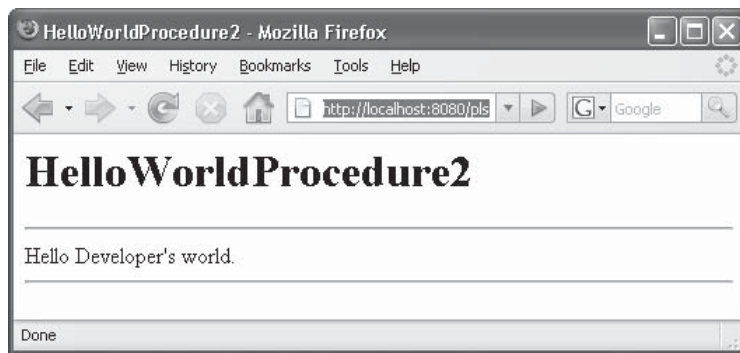 HelloWorldProcedure2 - Mozilla Firefox
File Edit View History Bookmarks Tools Help
http://localhost:8080/pls G Google
HelloWorldProcedure2
Hello Developer's world.
Done